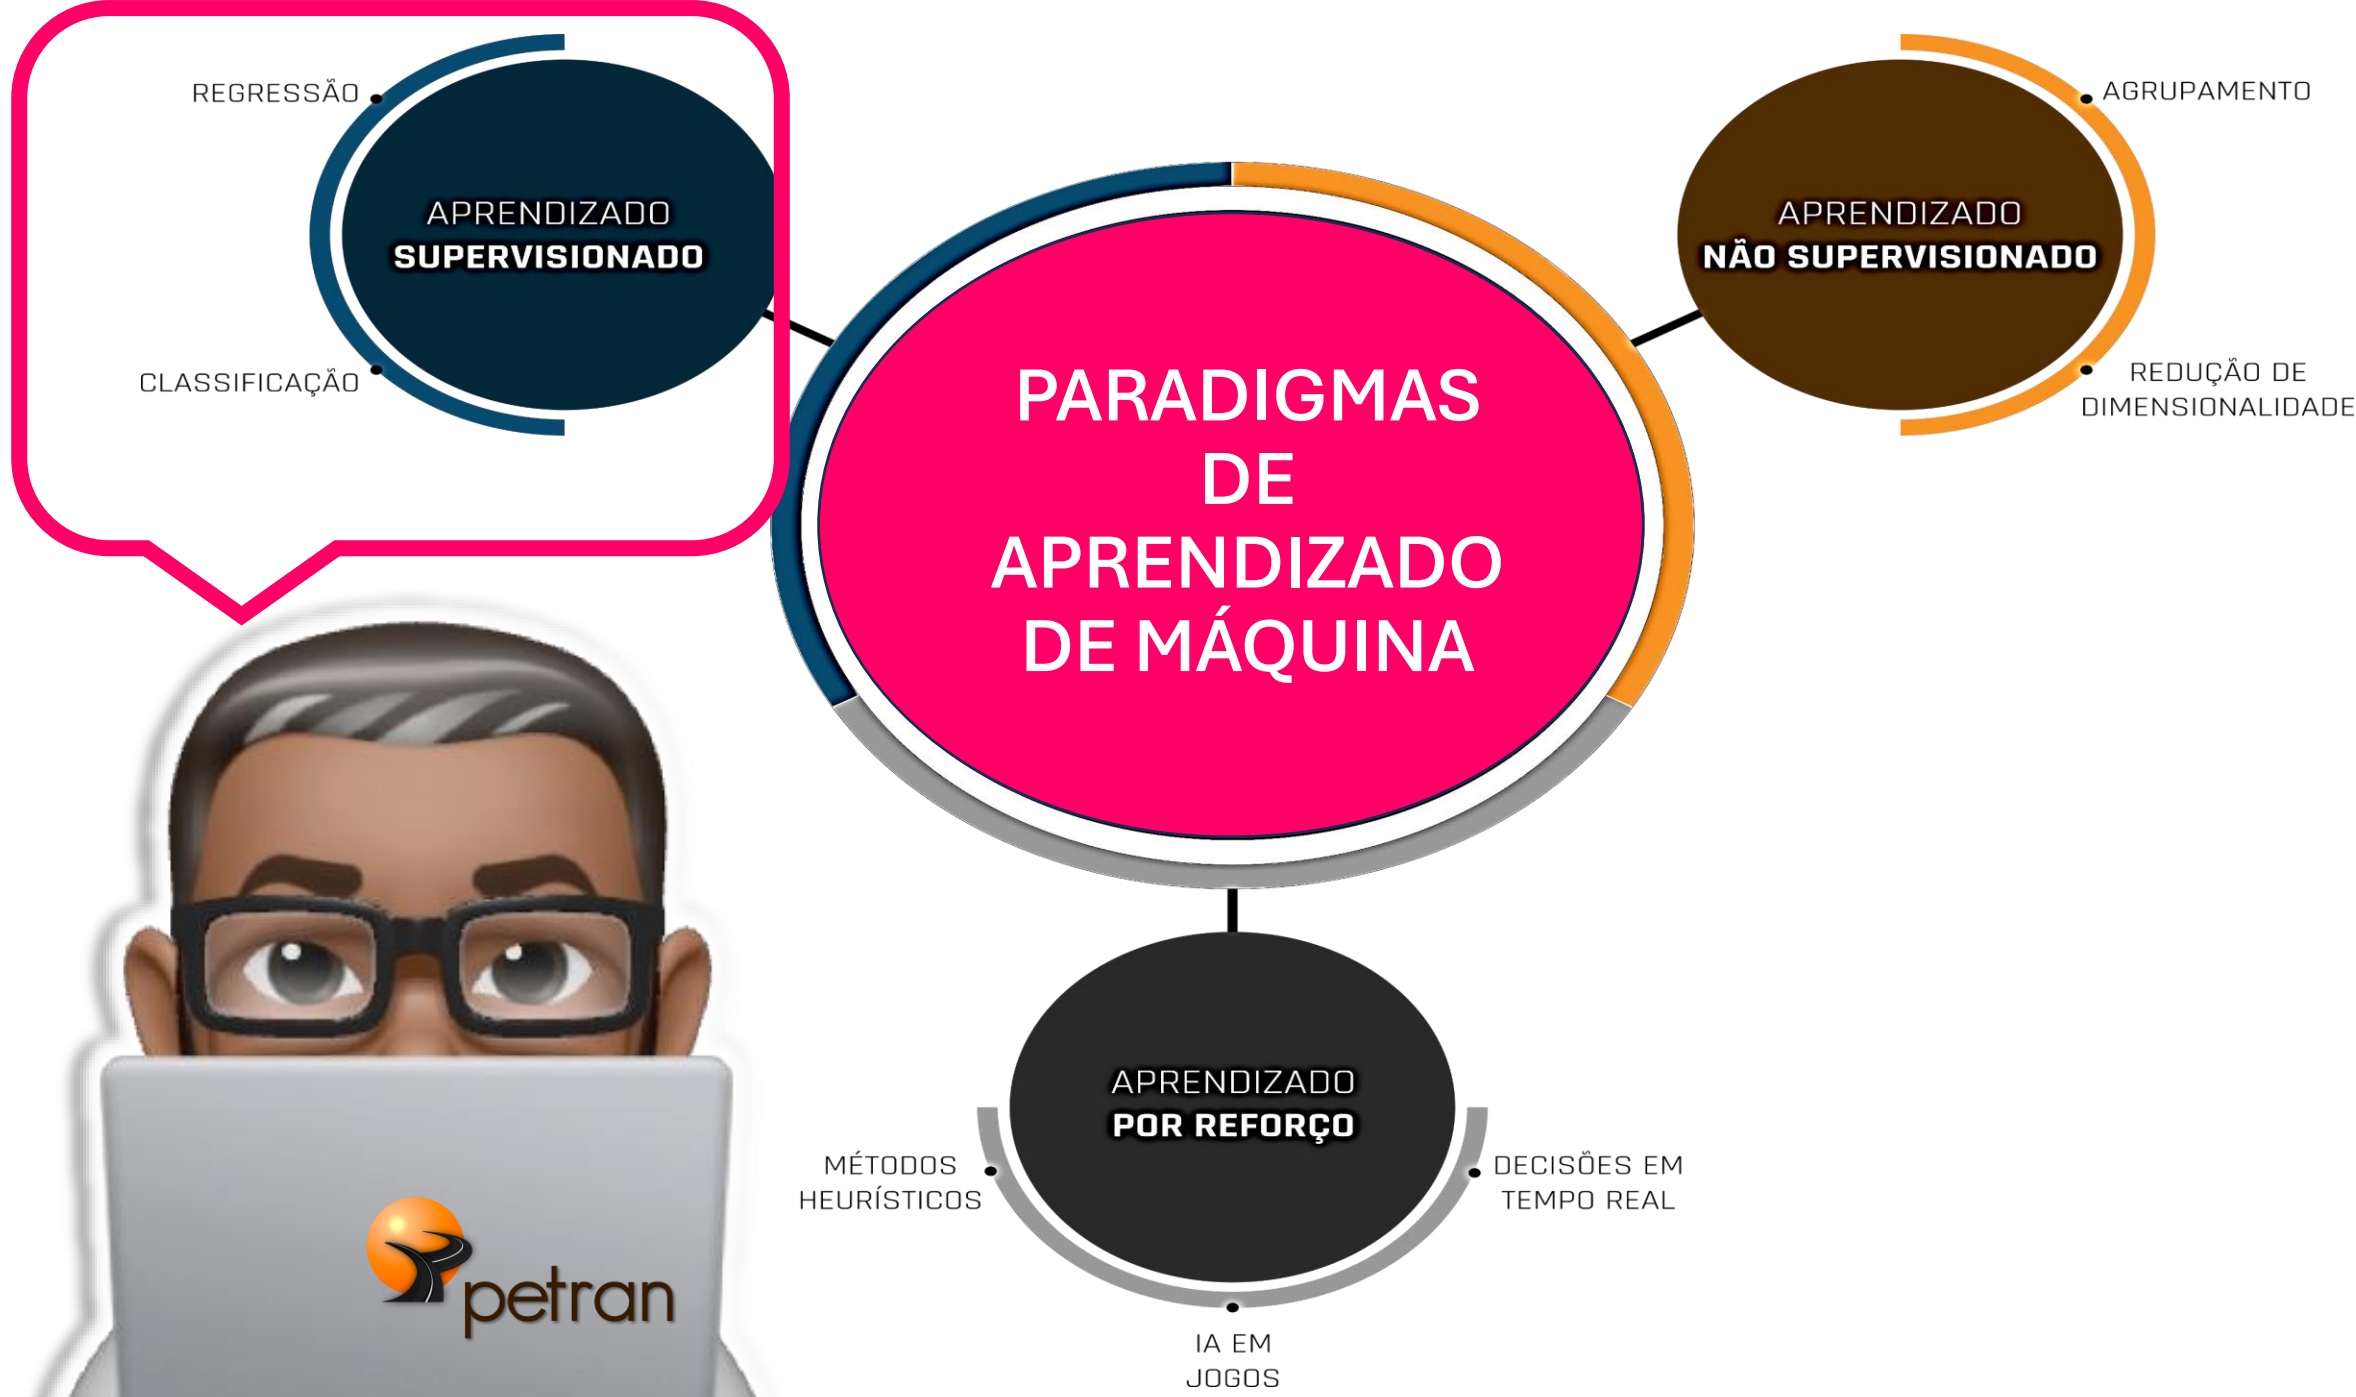 REGRESSÃO
APRENDIZADO
SUPERVISIONADO
CLASSIFICAÇÃO
AGRUPAMENTO
APRENDIZADO
NÃO SUPERVISIONADO
REDUÇÃO DE
DIMENSIONALIDADE
PARADIGMAS
DE
APRENDIZADO
DE MÁQUINA
APRENDIZADO
POR REFORÇO
MÉTODOS
HEURÍSTICOS
DECISÕES EM
TEMPO REAL
IA EM
JOGOS
petran